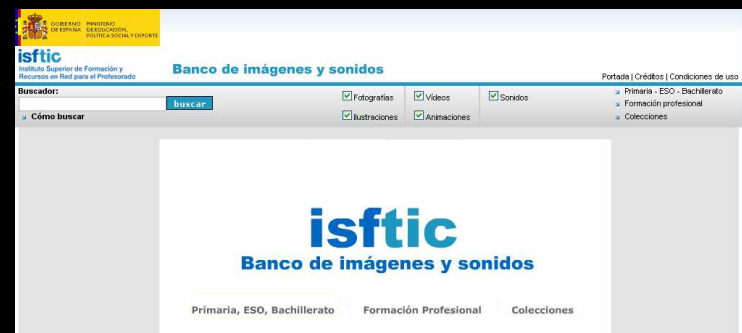 GOBIERNO DE ESPAÑA
MINISTERIO DE EDUCACIÓN, POLÍTICA SOCIAL Y DEPORTE
isftic
Instituto Superior de Formación y
Recursos en Red para el Profesorado
Banco de imágenes y sonidos
Portada | Créditos | Condiciones de uso
Buscador:
buscar
Cómo buscar
Fotografías
Vídeos
Sonidos
Ilustraciones
Animaciones
Primaria - ESO - Bachillerato
Formación profesional
Colecciones
isftic
Banco de imágenes y sonidos
Primaria, ESO, Bachillerato
Formación Profesional
Colecciones